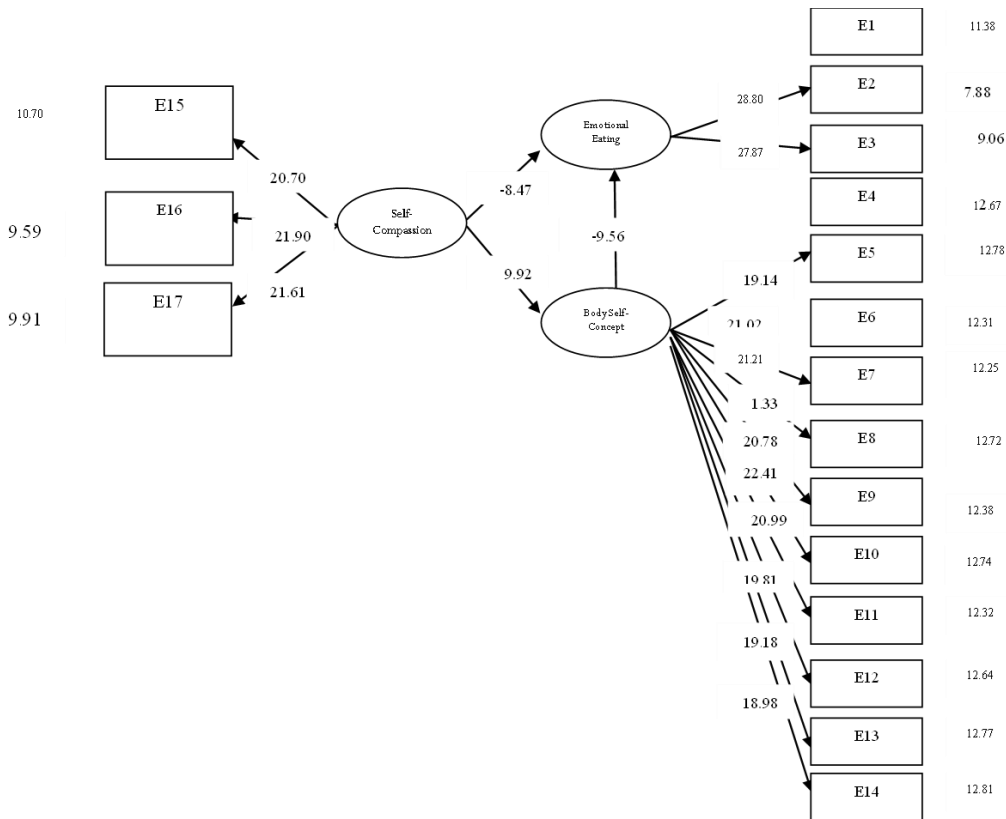 E1
11.38
E2
7.88
28.80
E15
10.70
Emotional
Eating
E3
9.06
27.87
20.70
-8.47
E4
12.67
E16
9.59
Self-
Compassion
21.90
-9.56
E5
12.78
19.14
9.92
21.61
E17
9.91
Body Self-
Concept
E6
12.31
21.02
21.21
E7
12.25
1.33
E8
12.72
20.78
22.41
E9
12.38
20.99
E10
12.74
19.81
E11
12.32
19.18
E12
12.64
18.98
E13
12.77
E14
12.81